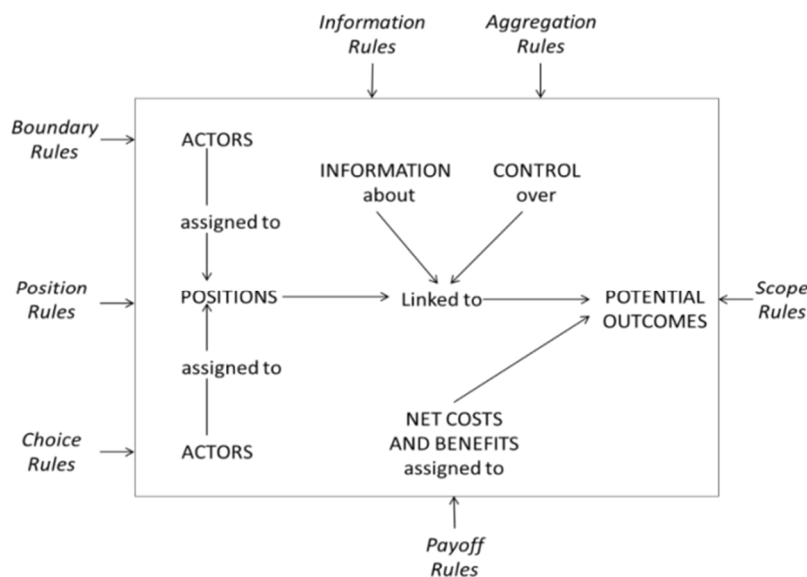 Information
Rules
Aggregation
Rules
Boundary
Rules
ACTORS
INFORMATION
about
CONTROL
over
assigned to
Position
Rules
POSITIONS
Linked to
POTENTIAL
OUTCOMES
Scope
Rules
assigned to
Choice
Rules
ACTORS
NET COSTS
AND BENEFITS
assigned to
Payoff
Rules